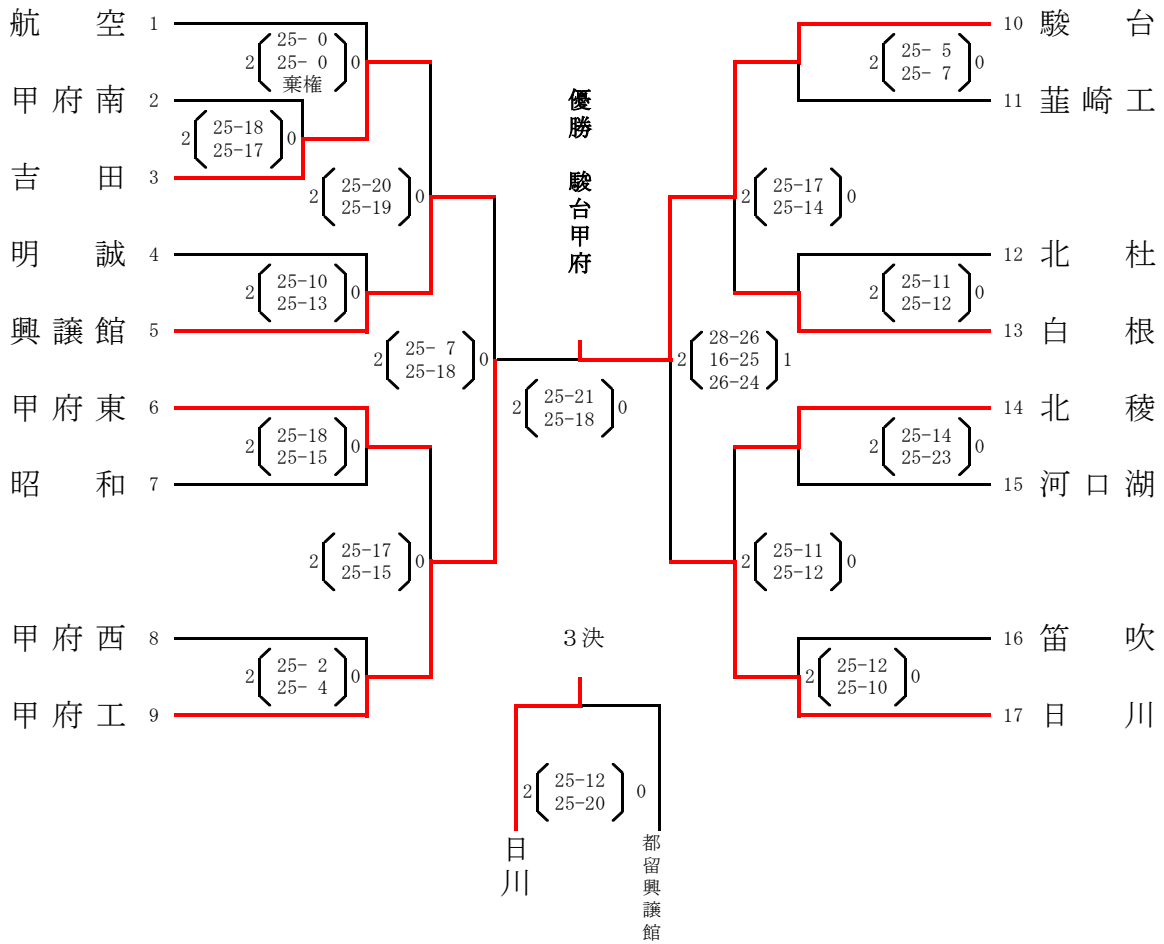 航空 1
2 25- 0 0
25- 0
棄権
甲府南 2
2 25-18 0
25-17
吉田 3
2 25-20 0
25-19
明誠 4
2 25-10 0
25-13
興譲館 5
2 25- 7 0
25-18
甲府東 6
2 25-18 0
25-15
昭和 7
2 25-17 0
25-15
甲府西 8
2 25- 2 0
25- 4
甲府工 9
優勝 駿台甲府
2 25-21 0
25-18
10 駿台
2 25- 5 0
25- 7
11 韮崎工
2 25-17 0
25-14
12 北杜
2 25-11 0
25-12
13 白根
2 28-26 1
16-25
26-24
14 北稜
2 25-14 0
25-23
15 河口湖
2 25-11 0
25-12
16 笛吹
2 25-12 0
25-10
17 日川
３決
2 25-12 0
25-20
日川
都留興譲館